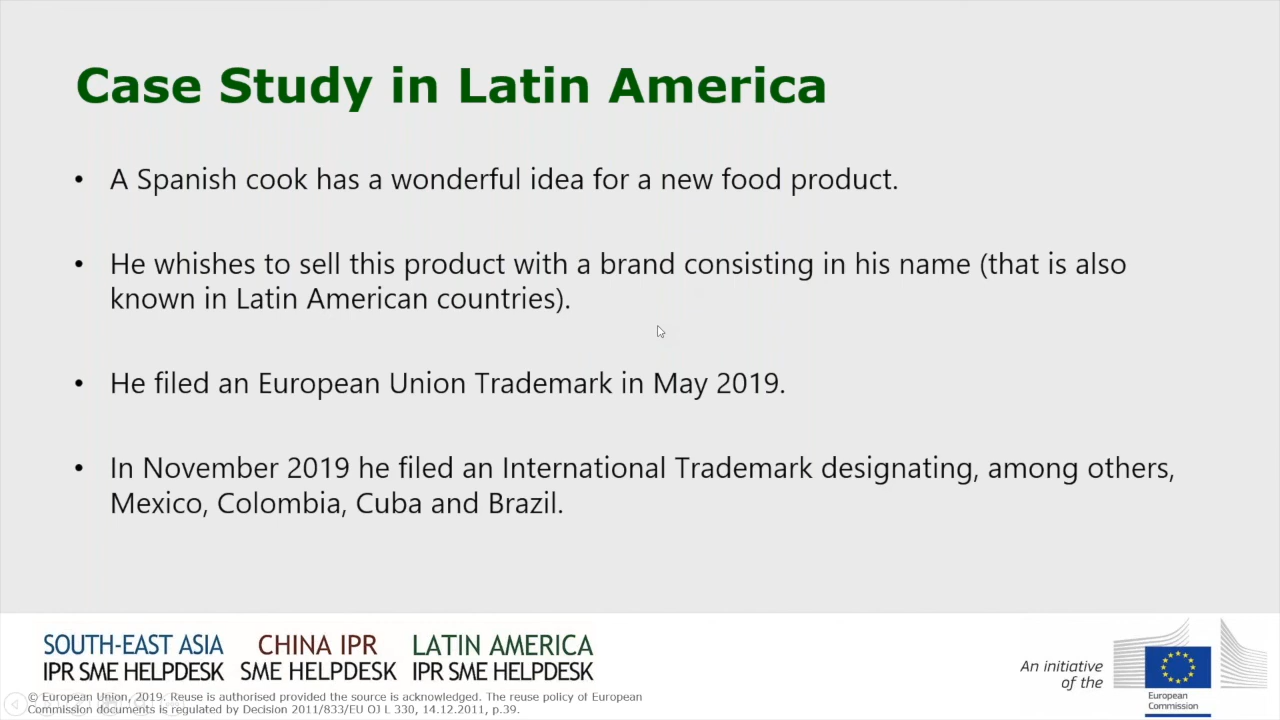 Case Study in Latin America
• A Spanish cook has a wonderful idea for a new food product.
• He whishes to sell this product with a brand consisting in his name (that is also
known in Latin American countries).
• He filed an European Union Trademark in May 2019.
• In November 2019 he filed an International Trademark designating, among others,
Mexico, Colombia, Cuba and Brazil.
SOUTH-EAST ASIA
IPR SME HELPDESK
CHINA IPR
SME HELPDESK
LATIN AMERICA
IPR SME HELPDESK
An initiative
of the
European
Commission
© European Union, 2019. Reuse is authorised provided the source is acknowledged. The reuse policy of European
Commission documents is regulated by Decision 2011/833/EU OJ L 330, 14.12.2011, p.39.